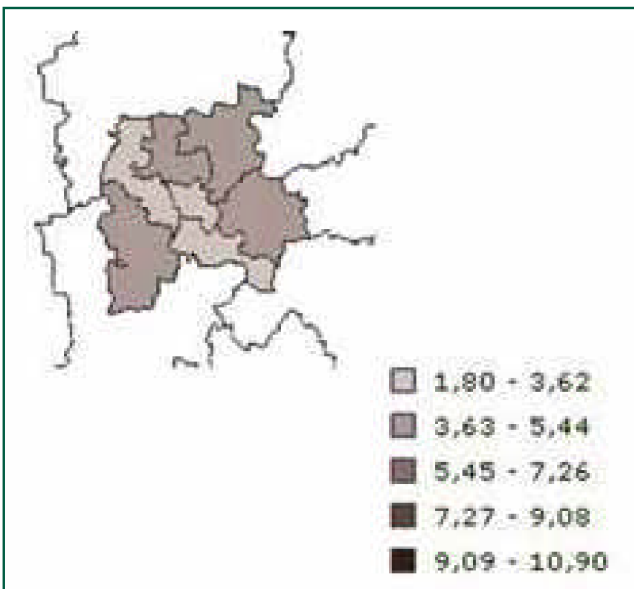 1,80 - 3,62
3,63 - 5,44
5,45 - 7,26
7,27 - 9,08
9,09 - 10,90